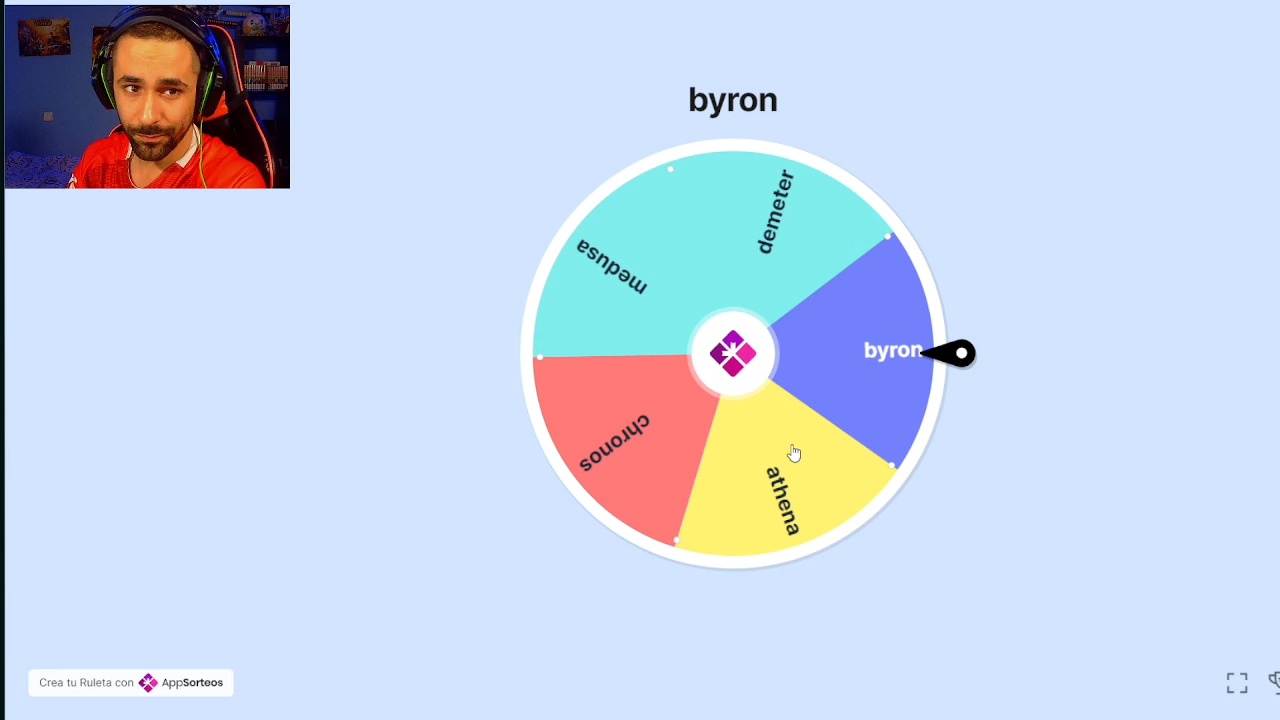 byron
demeter
medusa
byron
chronos
athena
Crea tu Ruleta con AppSorteos